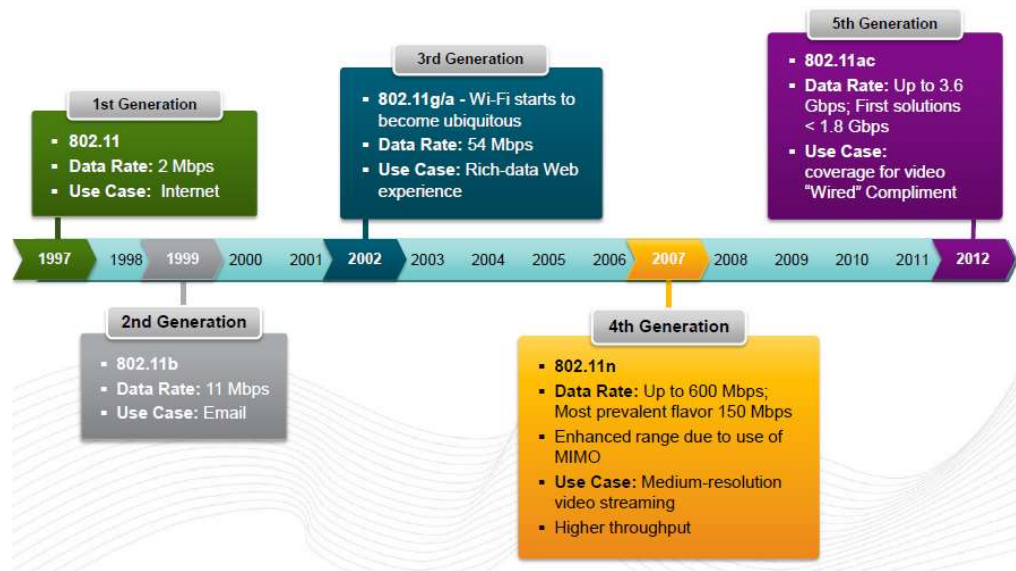 1st Generation
▪ 802.11
▪ Data Rate: 2 Mbps
▪ Use Case: Internet
3rd Generation
▪ 802.11g/a - Wi-Fi starts to
become ubiquitous
▪ Data Rate: 54 Mbps
▪ Use Case: Rich-data Web
experience
5th Generation
▪ 802.11ac
▪ Data Rate: Up to 3.6
Gbps; First solutions
< 1.8 Gbps
▪ Use Case:
coverage for video
“Wired” Compliment
1997 1998 1999 2000 2001 2002 2003 2004 2005 2006 2007 2008 2009 2010 2011 2012
2nd Generation
▪ 802.11b
▪ Data Rate: 11 Mbps
▪ Use Case: Email
4th Generation
▪ 802.11n
▪ Data Rate: Up to 600 Mbps;
Most prevalent flavor 150 Mbps
▪ Enhanced range due to use of
MIMO
▪ Use Case: Medium-resolution
video streaming
▪ Higher throughput